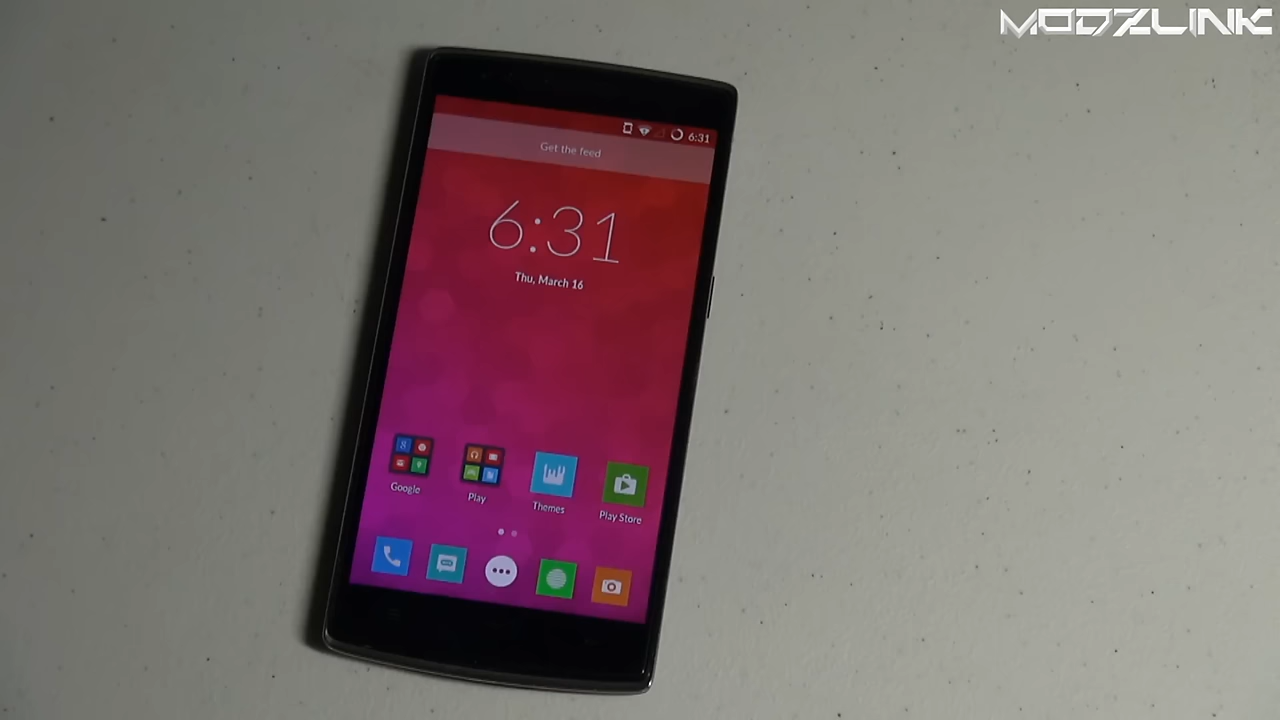 MODZLINK
6:31
Get the feed
6:31
Thu, March 16
Google
Play
Themes
Play Store